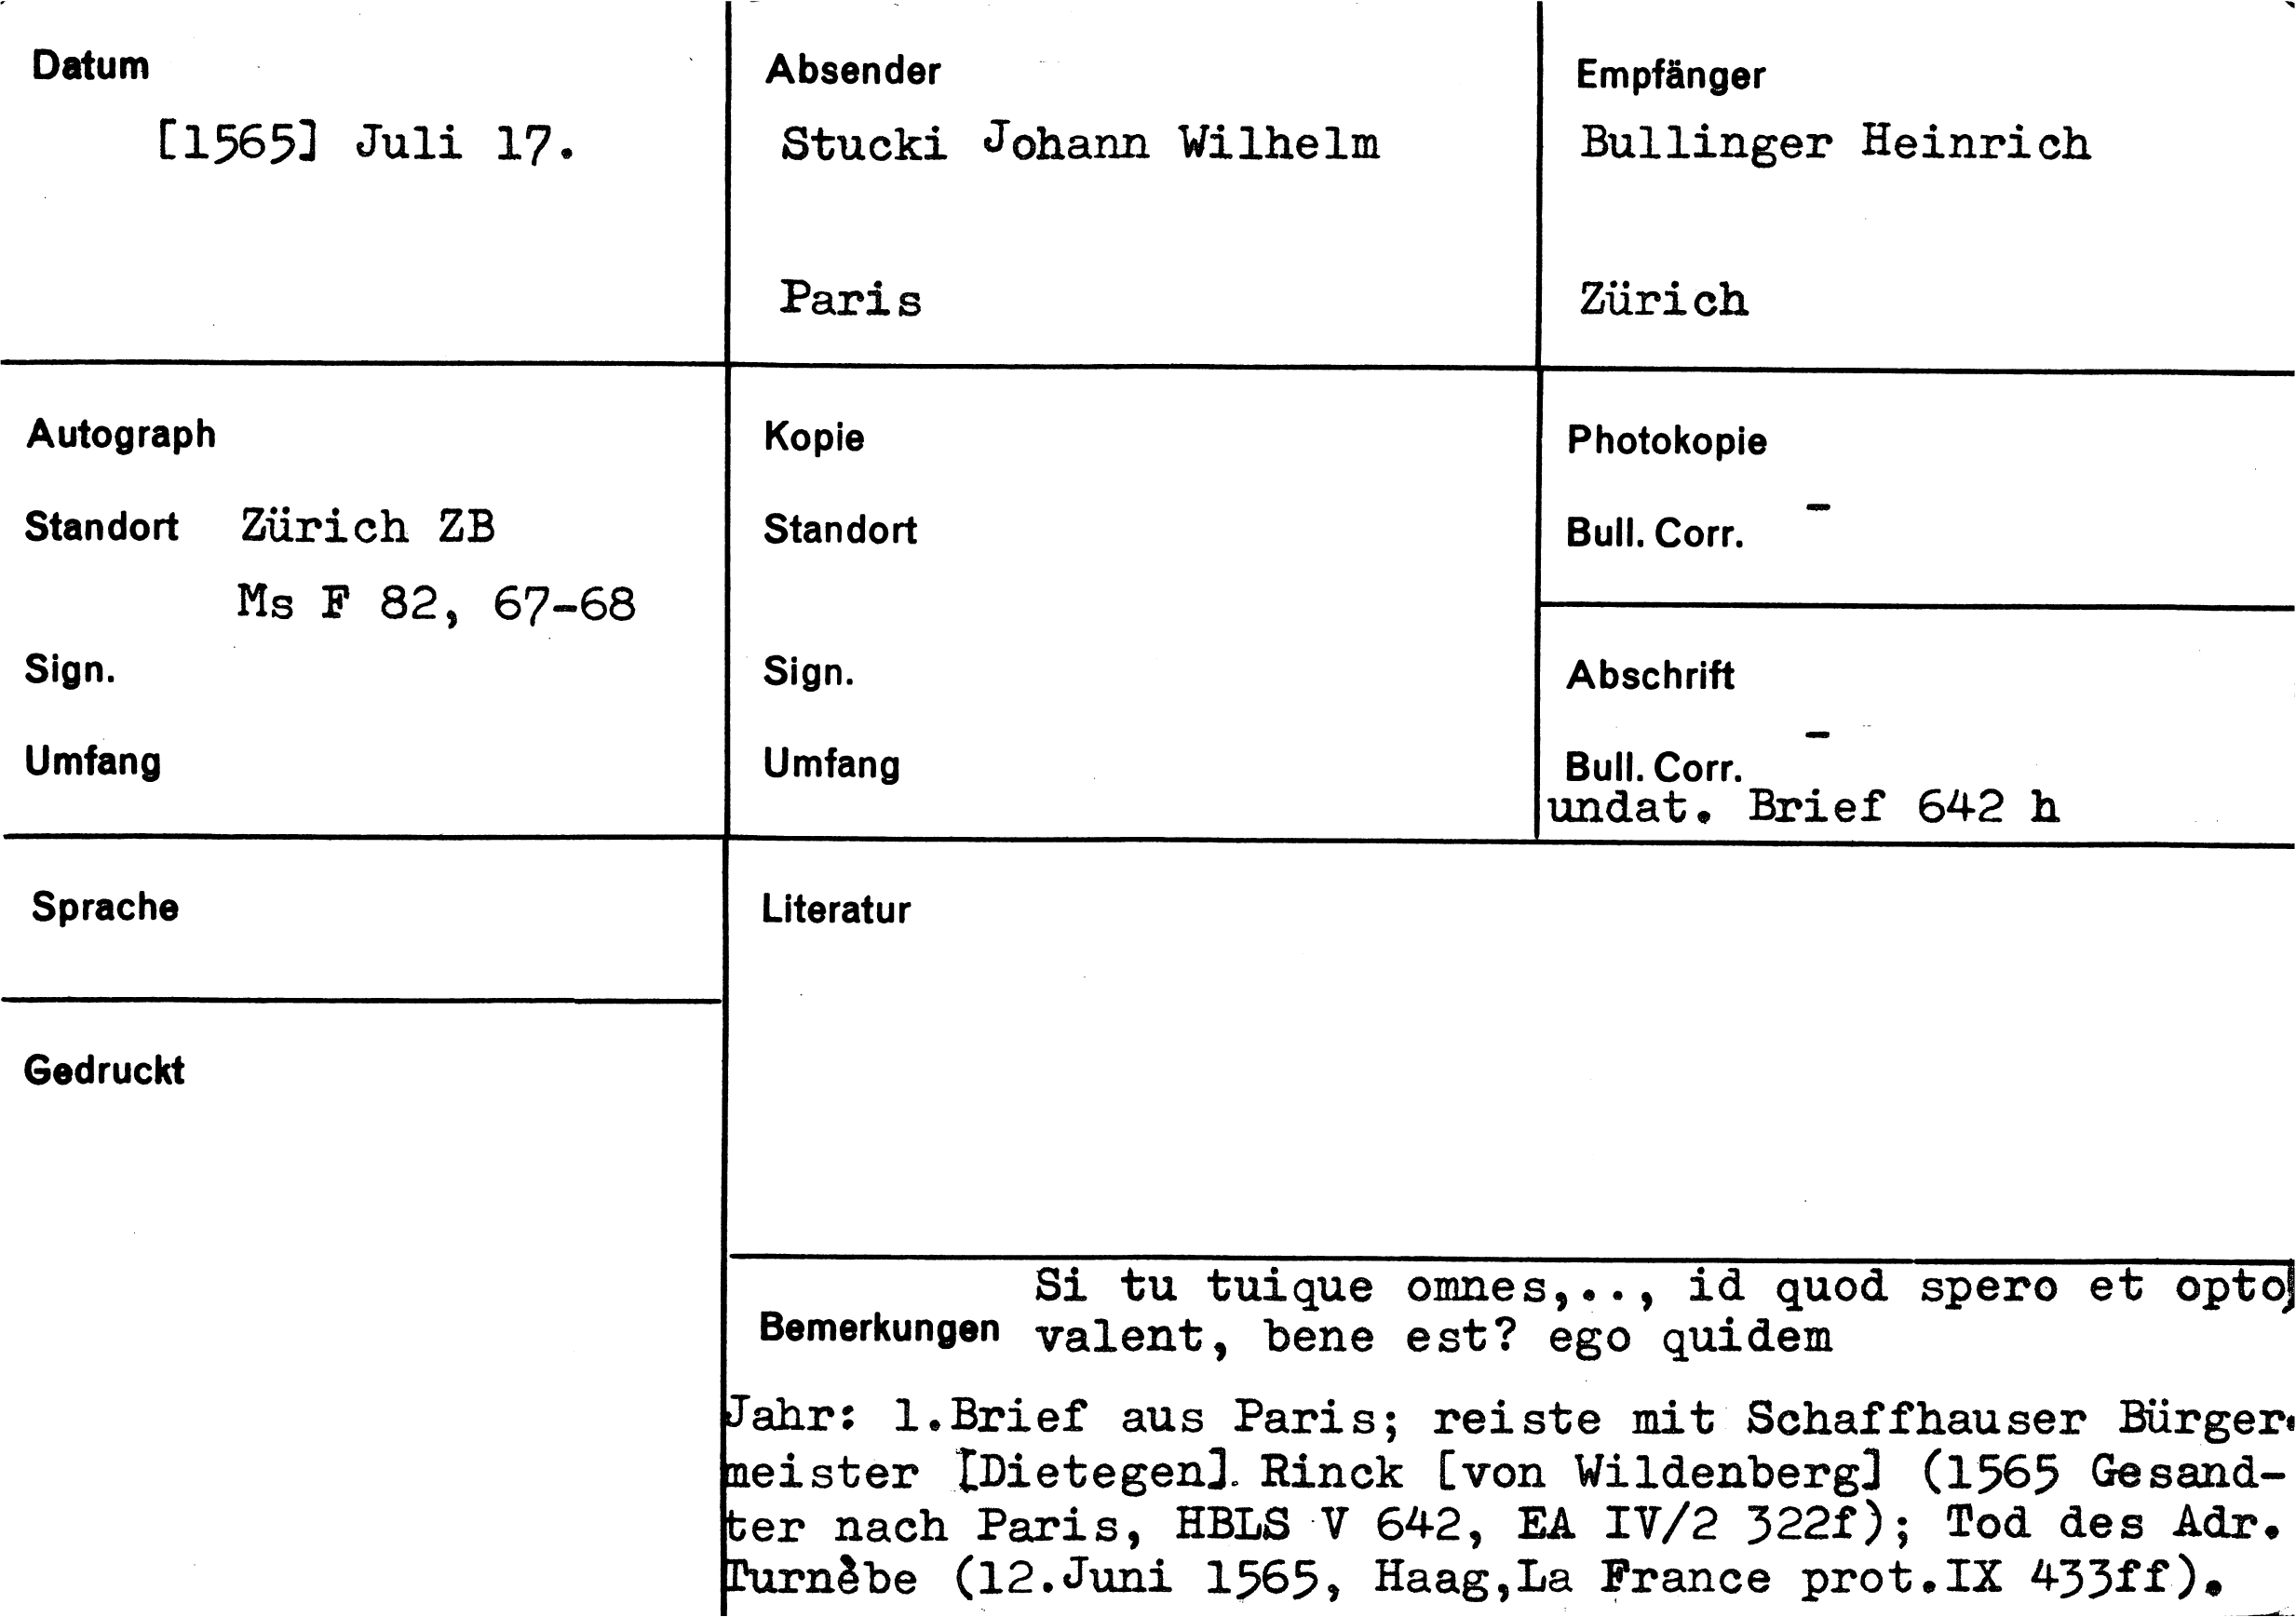 Datum
[1565] Juli 17.
Absender
Stucki Johann Wilhelm
Paris
Empfänger
Bullinger Heinrich
Zürich
Autograph
Standort Zürich ZB
Ms F 82, 67-68
Sign.
Umfang
Kopie
Standort
Sign.
Umfang
Photokopie
Bull. Corr. -
Abschrift
Bull. Corr. -
undat. Brief 642 h
Sprache
Gedruckt
Literatur
Bemerkungen
Si tu tuique omnes,.., id quod spero et opto,
valent, bene est? ego quidem
Jahr: 1.Brief aus Paris; reiste mit Schaffhauser Bürger-
meister [Dietegen] Rinck [von Wildenberg] (1565 Gesand-
ter nach Paris, HBLS V 642, EA IV/2 322f); Tod des Adr.
Turnèbe (12.Juni 1565, Haag,La France prot.IX 433ff).